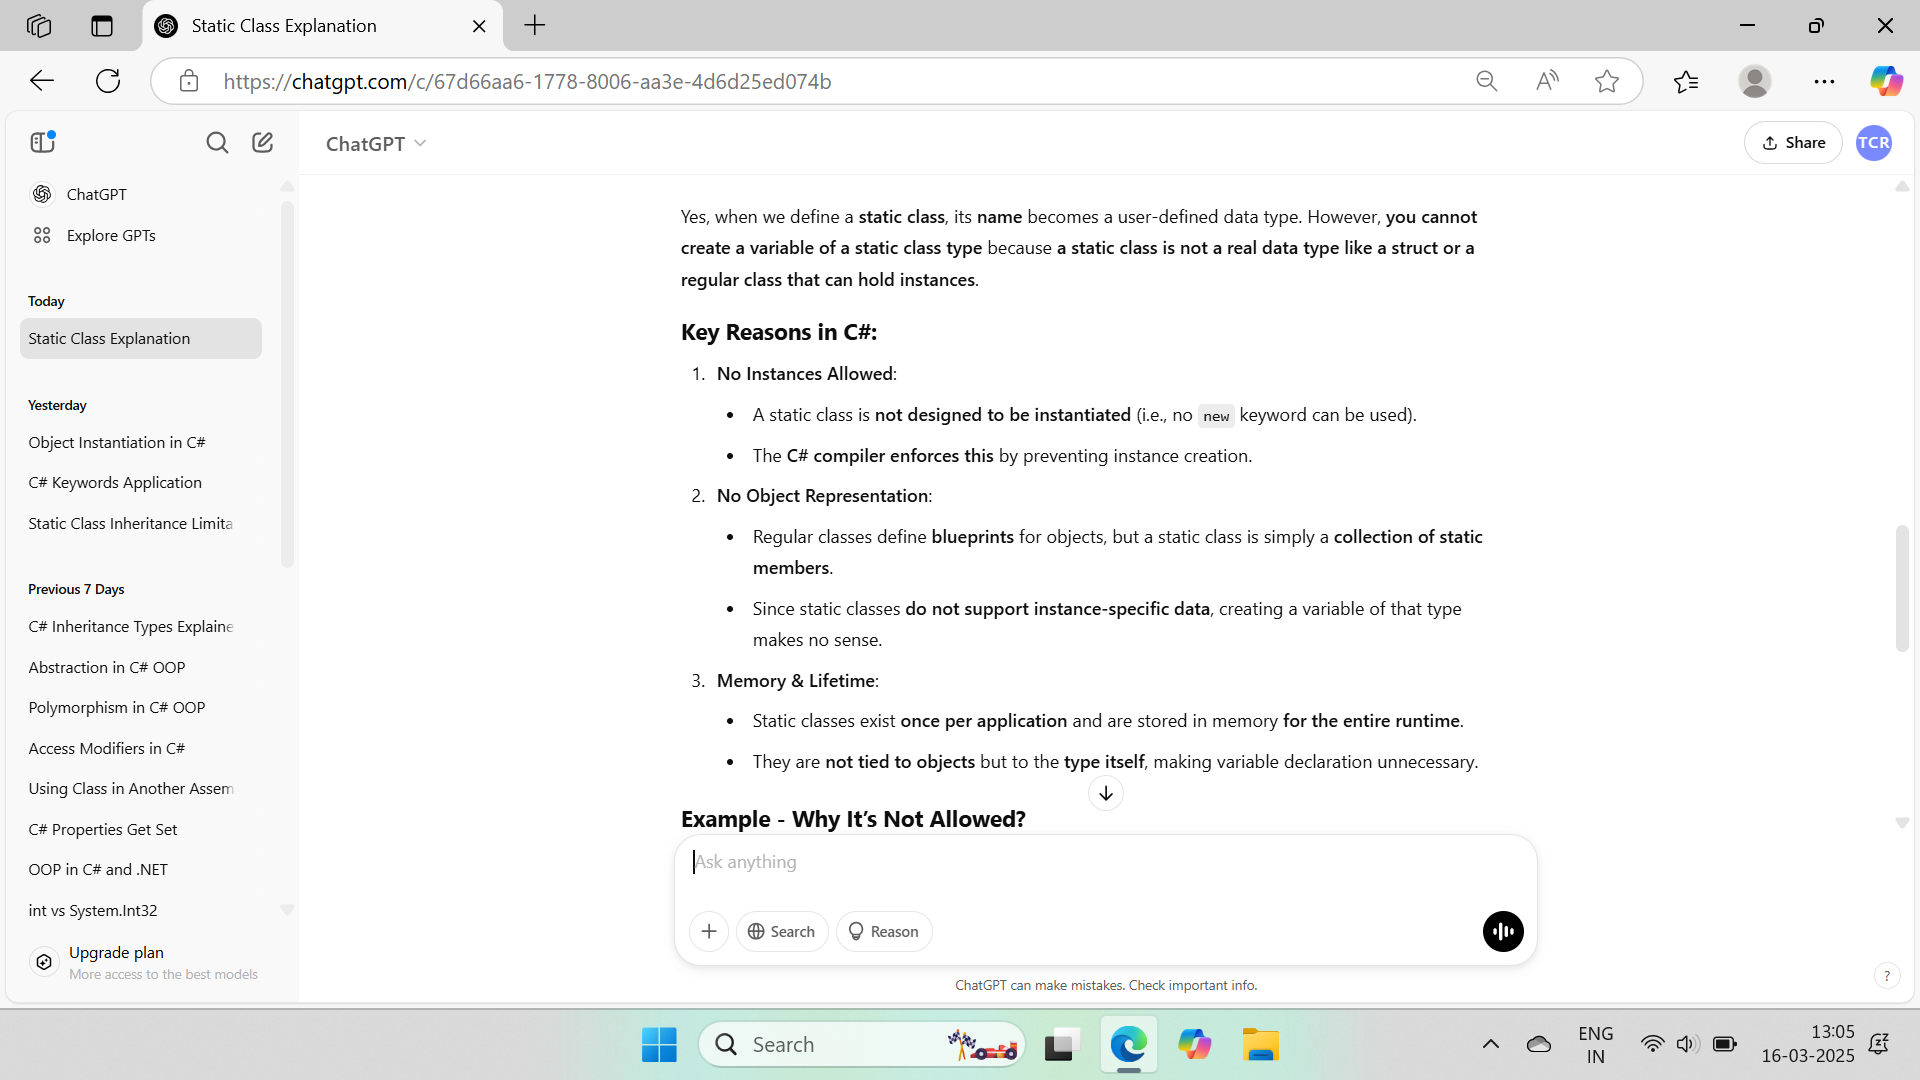 Static Class Explanation
https://chatgpt.com/c/67d66aa6-1778-8006-aa3e-4d6d25ed074b
ChatGPT
Share
TCR
ChatGPT
Explore GPTs
Today
Static Class Explanation
Yesterday
Object Instantiation in C#
C# Keywords Application
Static Class Inheritance Limita
Previous 7 Days
C# Inheritance Types Explaine
Abstraction in C# OOP
Polymorphism in C# OOP
Access Modifiers in C#
Using Class in Another Assem
C# Properties Get Set
OOP in C# and .NET
int vs System.Int32
Upgrade plan
More access to the best models
Yes, when we define a static class, its name becomes a user-defined data type. However, you cannot
create a variable of a static class type because a static class is not a real data type like a struct or a
regular class that can hold instances.
Key Reasons in C#:
1. No Instances Allowed:
• A static class is not designed to be instantiated (i.e., no new keyword can be used).
• The C# compiler enforces this by preventing instance creation.
2. No Object Representation:
• Regular classes define blueprints for objects, but a static class is simply a collection of static
members.
• Since static classes do not support instance-specific data, creating a variable of that type
makes no sense.
3. Memory & Lifetime:
• Static classes exist once per application and are stored in memory for the entire runtime.
• They are not tied to objects but to the type itself, making variable declaration unnecessary.
Example - Why It’s Not Allowed?
Ask anything
Search
Reason
ChatGPT can make mistakes. Check important info.
?
Search
ENG
IN
13:05
16-03-2025